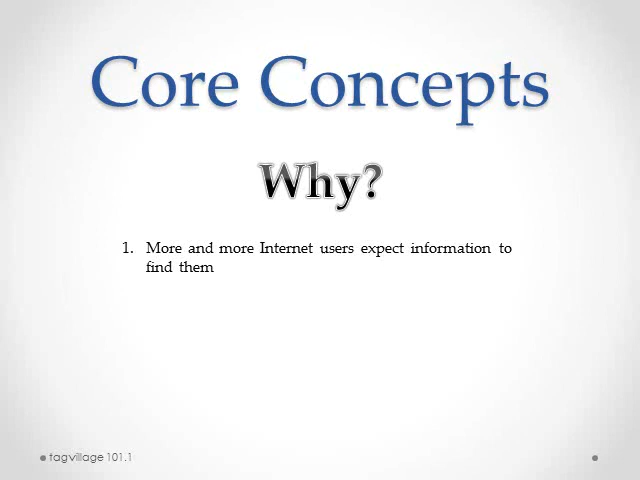 Core Concepts
Why?
1. More and more Internet users expect information to
find them
tagvillage 101.1